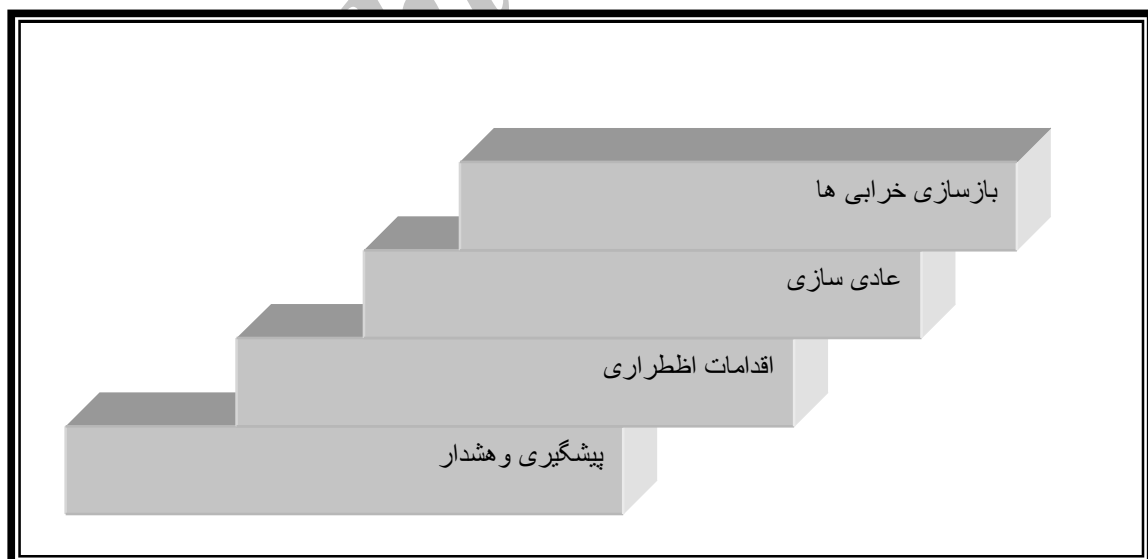 بازسازی خرابی ها
عادی سازی
اقدامات اظطراری
پیشگیری و هشدار